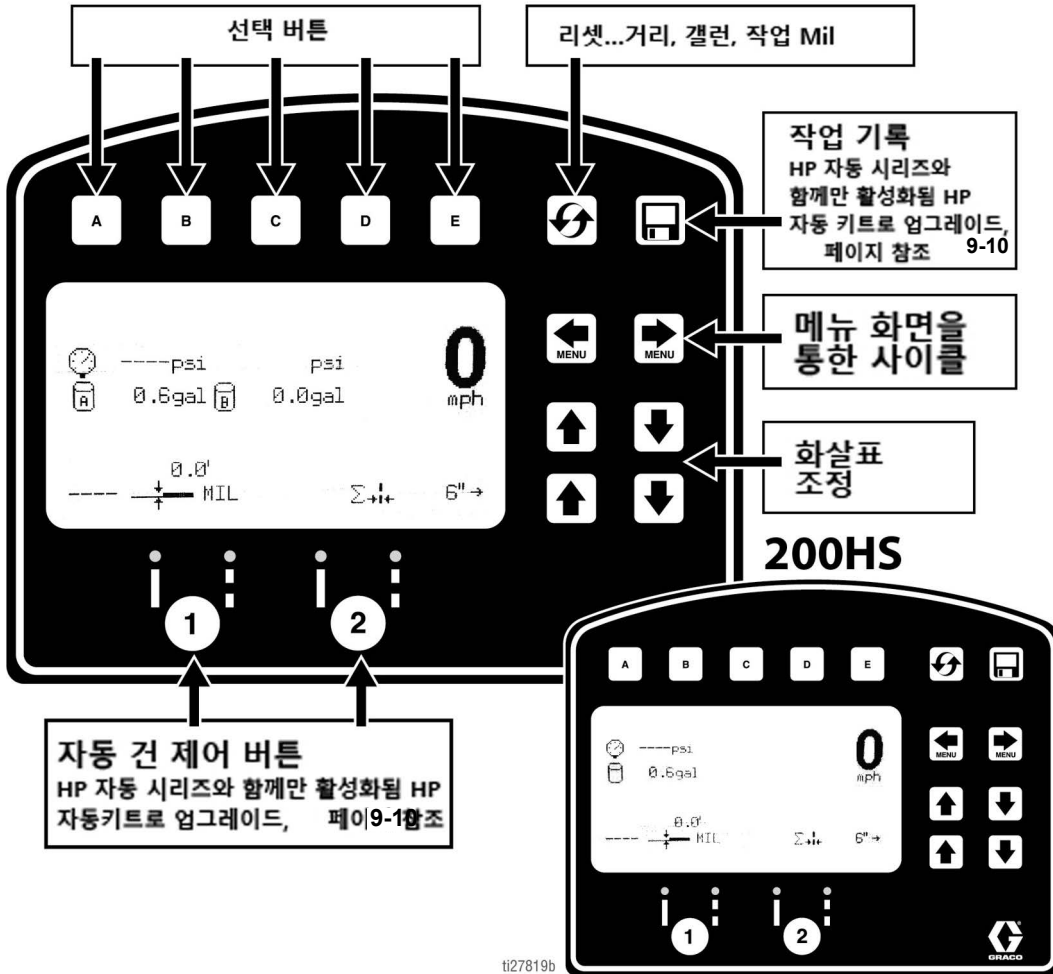 선택 버튼
리셋...거리, 갤런, 작업 Mil
작업 기록
HP 자동 시리즈와
함께만 활성화됨 HP
자동 키트로 업그레이드,
페이지 참조 9-10
A B C D E
MENU MENU
메뉴 화면을
통한 사이클
----psi psi
0
A 0.6gal B 0.0gal
mph
화살표
조정
0.0'
---- MIL Σ 6"
200HS
1 2
자동 건 제어 버튼
HP 자동 시리즈와 함께만 활성화됨 HP
자동키트로 업그레이드, 페이 9-10 참조
A B C D E
MENU MENU
----psi
0
0.6gal
mph
0.0'
---- MIL Σ 6"
1 2
GRACO
ti27819b